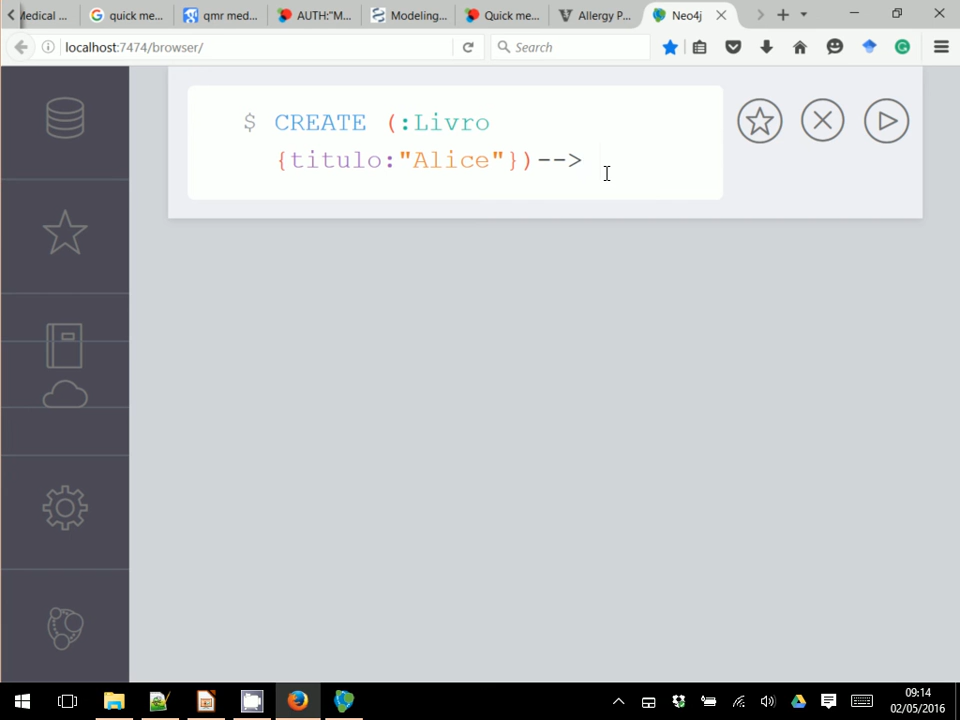 Medical ...
quick me...
qmr med...
AUTH:"M...
Modeling...
Quick me...
Allergy P...
Neo4j
localhost:7474/browser/
Search
$ CREATE (:Livro
{titulo:"Alice"})-->
09:14
02/05/2016